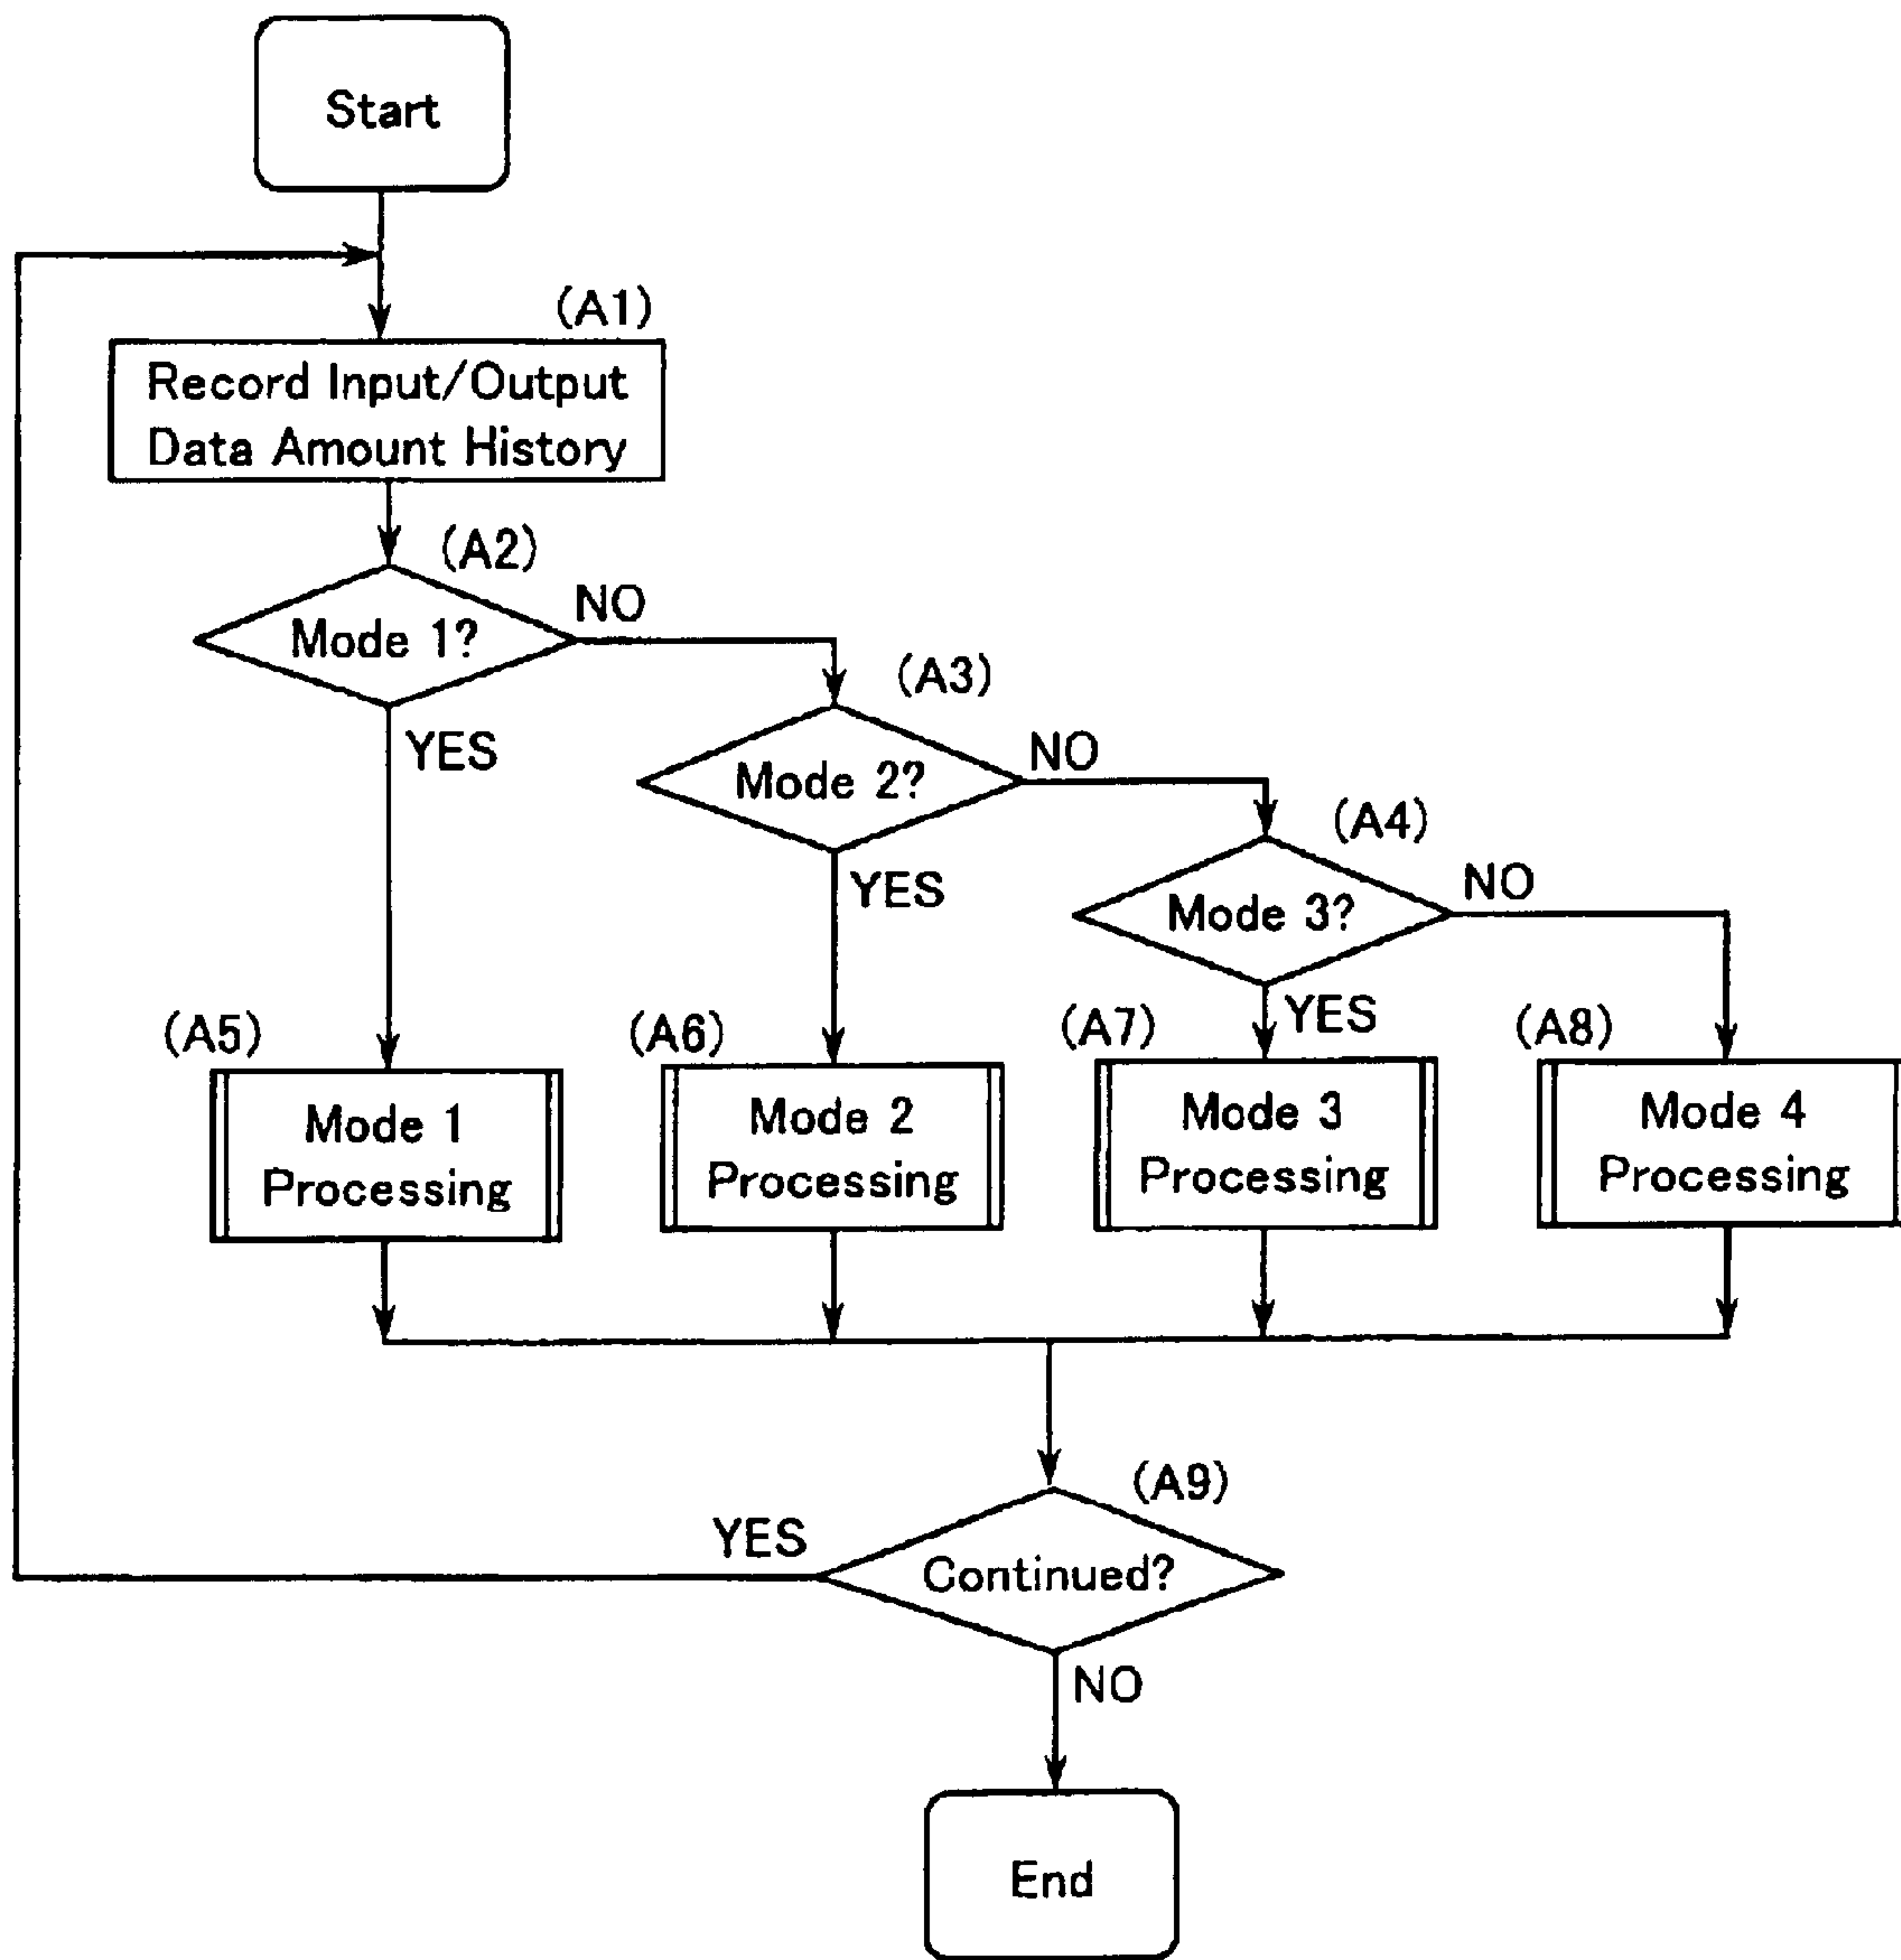 Start
(A1)
Record Input/Output
Data Amount History
(A2)
Mode 1?
NO
YES
(A3)
Mode 2?
NO
YES
(A4)
Mode 3?
NO
YES
(A5)
Mode 1
Processing
(A6)
Mode 2
Processing
(A7)
Mode 3
Processing
(A8)
Mode 4
Processing
(A9)
Continued?
YES
NO
End